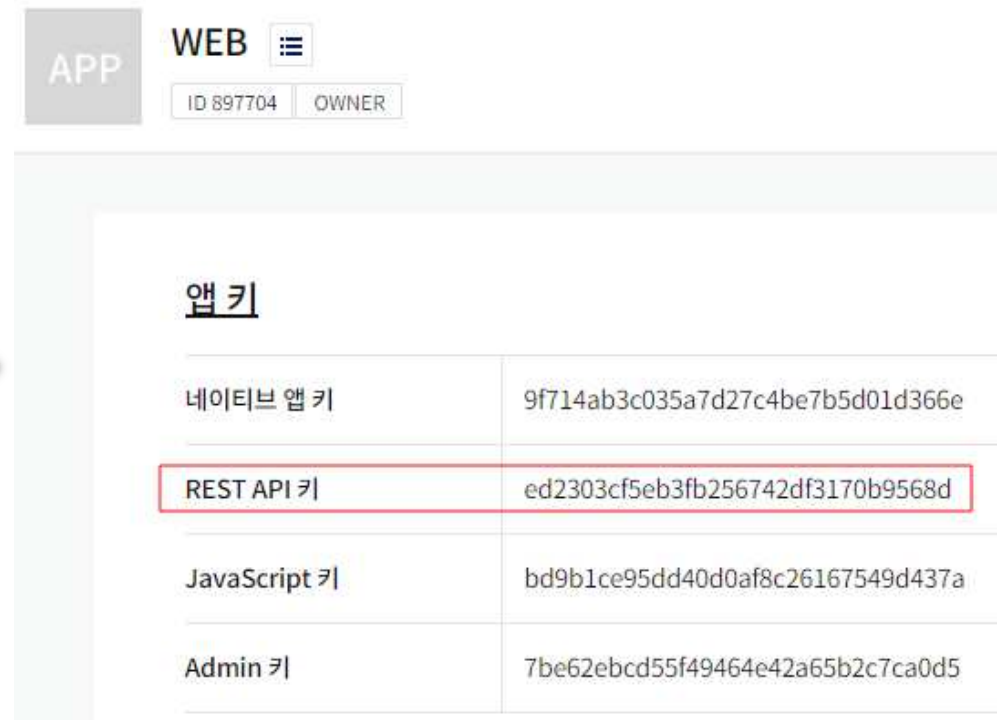 APP
WEB
ID 897704 OWNER
앱 키
네이티브 앱 키 9f714ab3c035a7d27c4be7b5d01d366e
REST API 키 ed2303cf5eb3fb256742df3170b9568d
JavaScript 키 bd9b1ce95dd40d0af8c26167549d437a
Admin 키 7be62ebcd55f49464e42a65b2c7ca0d5